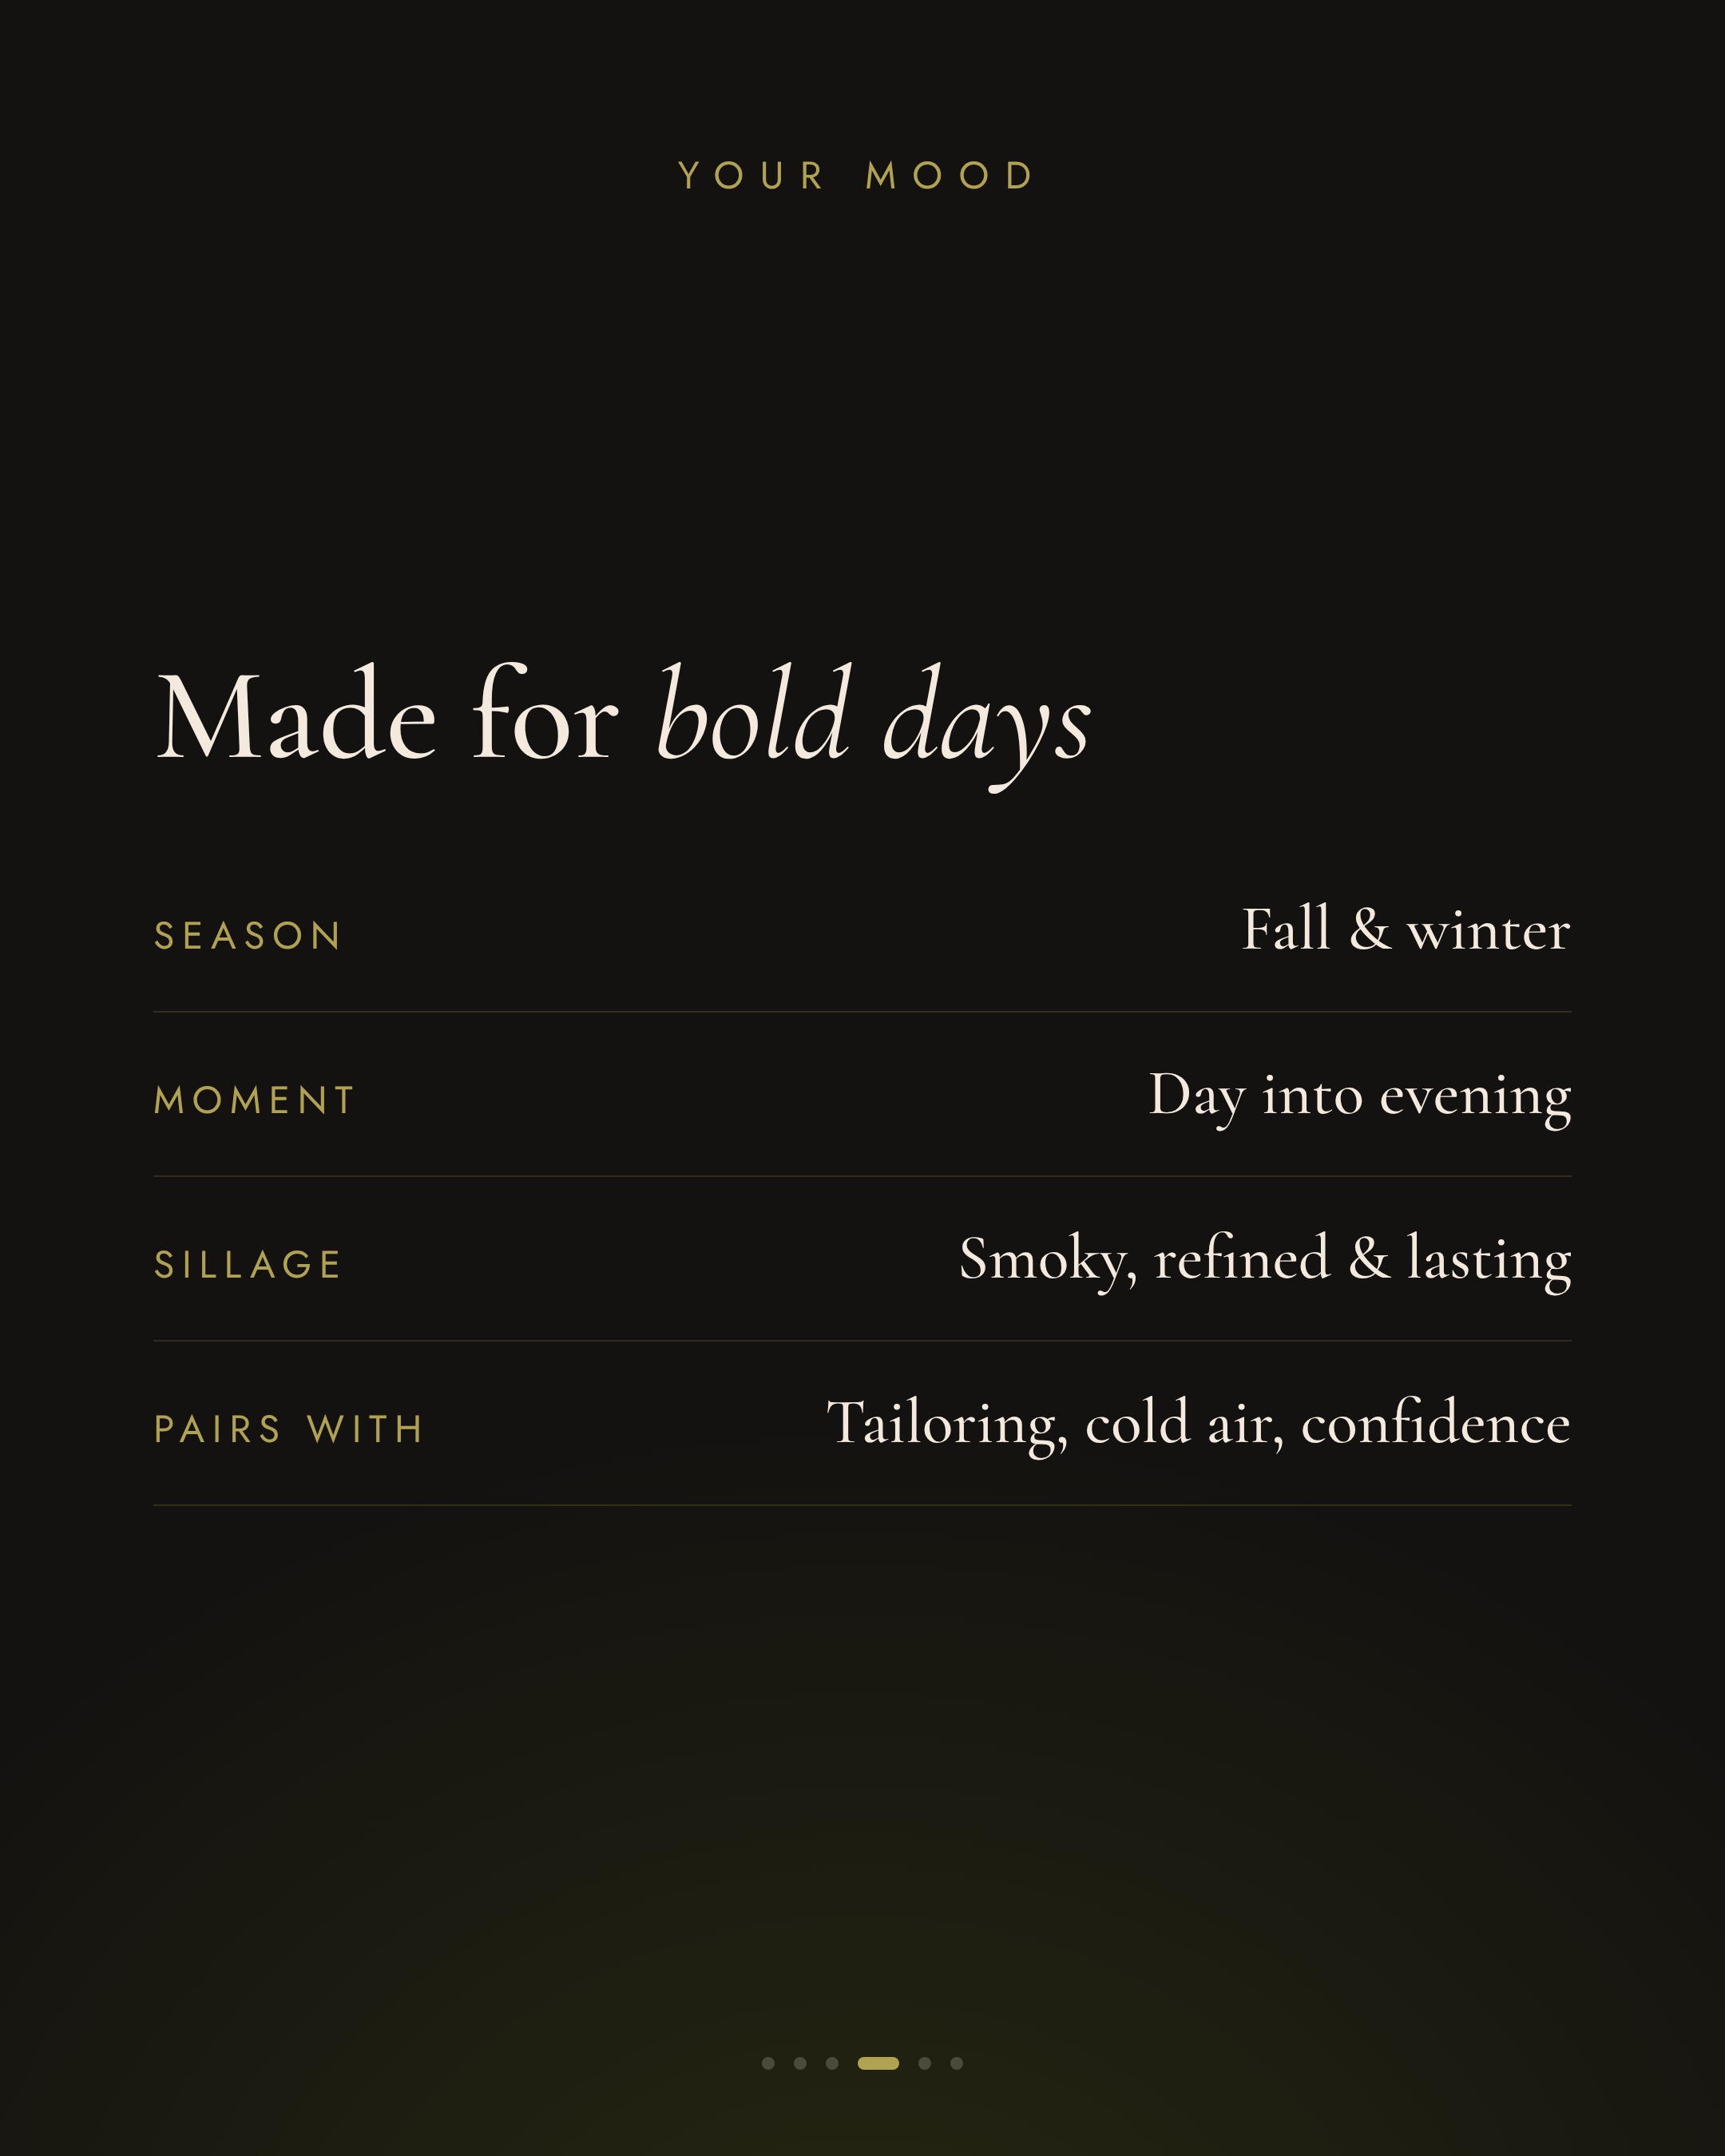 YOUR MOOD
Made for bold days
SEASON Fall & winter
MOMENT Day into evening
SILLAGE Smoky, refined & lasting
PAIRS WITH Tailoring, cold air, confidence